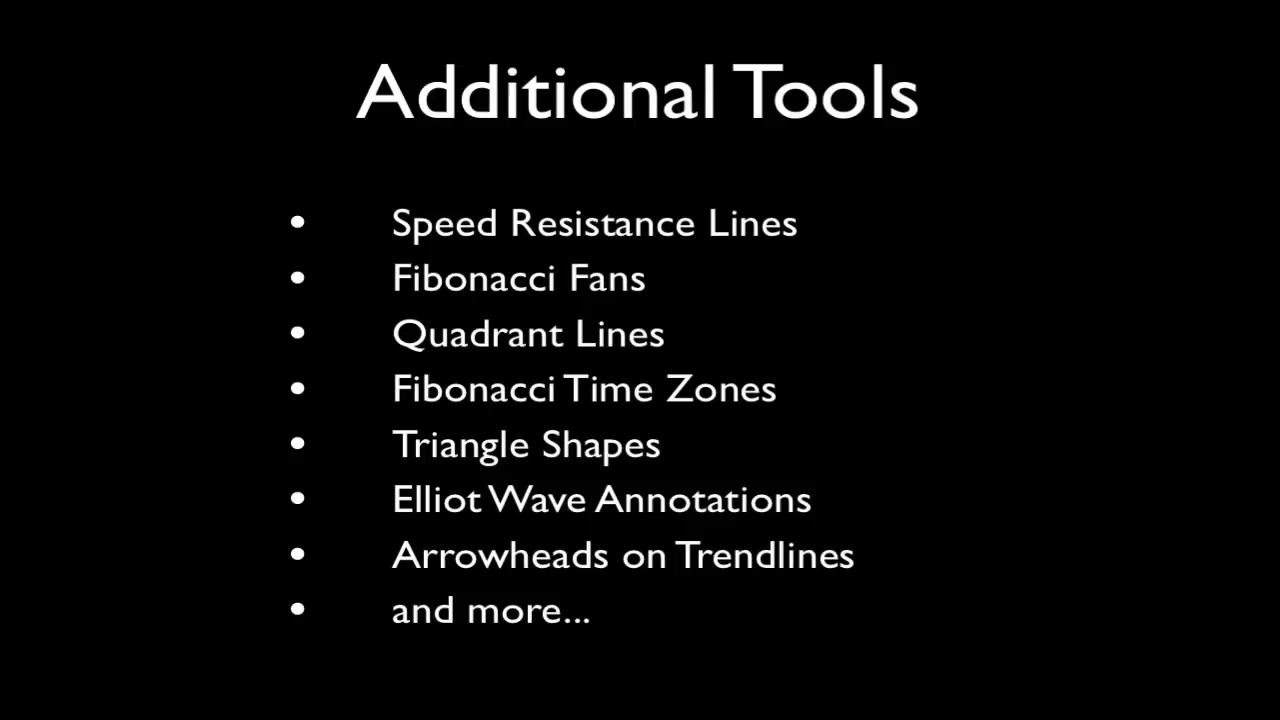 Additional Tools
• Speed Resistance Lines
• Fibonacci Fans
• Quadrant Lines
• Fibonacci Time Zones
• Triangle Shapes
• Elliot Wave Annotations
• Arrowheads on Trendlines
• and more...